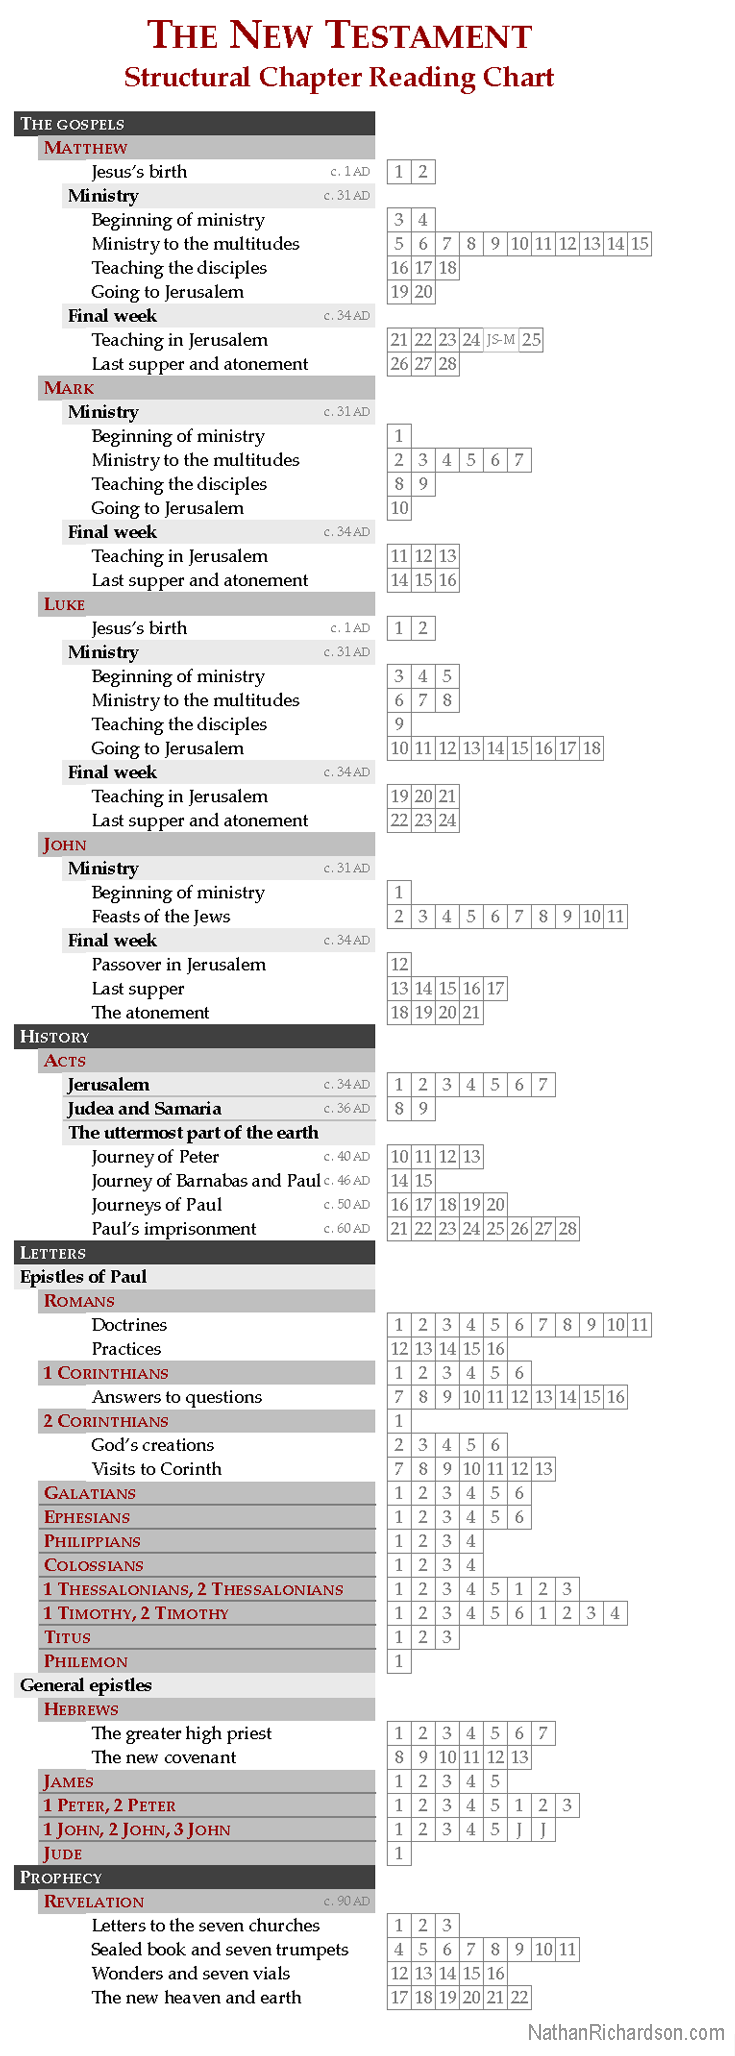 THE NEW TESTAMENT
Structural Chapter Reading Chart
THE GOSPELS
MATTHEW
Jesus's birth c. 1 AD 1 2
Ministry c. 31 AD
Beginning of ministry 3 4
Ministry to the multitudes 5 6 7 8 9 10 11 12 13 14 15
Teaching the disciples 16 17 18
Going to Jerusalem 19 20
Final week c. 34 AD
Teaching in Jerusalem 21 22 23 24 JS-M 25
Last supper and atonement 26 27 28
MARK
Ministry c. 31 AD
Beginning of ministry 1
Ministry to the multitudes 2 3 4 5 6 7
Teaching the disciples 8 9
Going to Jerusalem 10
Final week c. 34 AD
Teaching in Jerusalem 11 12 13
Last supper and atonement 14 15 16
LUKE
Jesus's birth c. 1 AD 1 2
Ministry c. 31 AD
Beginning of ministry 3 4 5
Ministry to the multitudes 6 7 8
Teaching the disciples 9
Going to Jerusalem 10 11 12 13 14 15 16 17 18
Final week c. 34 AD
Teaching in Jerusalem 19 20 21
Last supper and atonement 22 23 24
JOHN
Ministry c. 31 AD
Beginning of ministry 1
Feasts of the Jews 2 3 4 5 6 7 8 9 10 11
Final week c. 34 AD
Passover in Jerusalem 12
Last supper 13 14 15 16 17
The atonement 18 19 20 21
HISTORY
ACTS
Jerusalem c. 34 AD 1 2 3 4 5 6 7
Judea and Samaria c. 36 AD 8 9
The uttermost part of the earth
Journey of Peter c. 40 AD 10 11 12 13
Journey of Barnabas and Paul c. 46 AD 14 15
Journeys of Paul c. 50 AD 16 17 18 19 20
Paul's imprisonment c. 60 AD 21 22 23 24 25 26 27 28
LETTERS
Epistles of Paul
ROMANS
Doctrines 1 2 3 4 5 6 7 8 9 10 11
Practices 12 13 14 15 16
1 CORINTHIANS 1 2 3 4 5 6
Answers to questions 7 8 9 10 11 12 13 14 15 16
2 CORINTHIANS 1
God's creations 2 3 4 5 6
Visits to Corinth 7 8 9 10 11 12 13
GALATIANS 1 2 3 4 5 6
EPHESIANS 1 2 3 4 5 6
PHILIPPIANS 1 2 3 4
COLOSSIANS 1 2 3 4
1 THESSALONIANS, 2 THESSALONIANS 1 2 3 4 5 1 2 3
1 TIMOTHY, 2 TIMOTHY 1 2 3 4 5 6 1 2 3 4
TITUS 1 2 3
PHILEMON 1
General epistles
HEBREWS
The greater high priest 1 2 3 4 5 6 7
The new covenant 8 9 10 11 12 13
JAMES 1 2 3 4 5
1 PETER, 2 PETER 1 2 3 4 5 1 2 3
1 JOHN, 2 JOHN, 3 JOHN 1 2 3 4 5 J J
JUDE 1
PROPHECY
REVELATION c. 90 AD
Letters to the seven churches 1 2 3
Sealed book and seven trumpets 4 5 6 7 8 9 10 11
Wonders and seven vials 12 13 14 15 16
The new heaven and earth 17 18 19 20 21 22
NathanRichardson.com